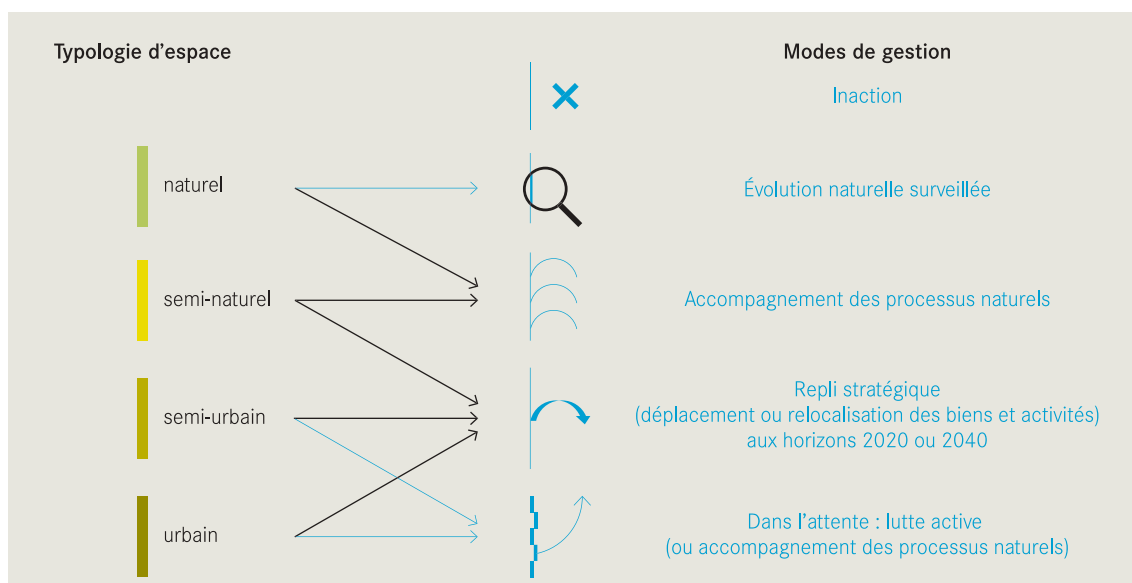 Typologie d'espace
Modes de gestion
Inaction
naturel
Évolution naturelle surveillée
semi-naturel
Accompagnement des processus naturels
semi-urbain
Repli stratégique
(déplacement ou relocalisation des biens et activités)
aux horizons 2020 ou 2040
urbain
Dans l'attente : lutte active
(ou accompagnement des processus naturels)